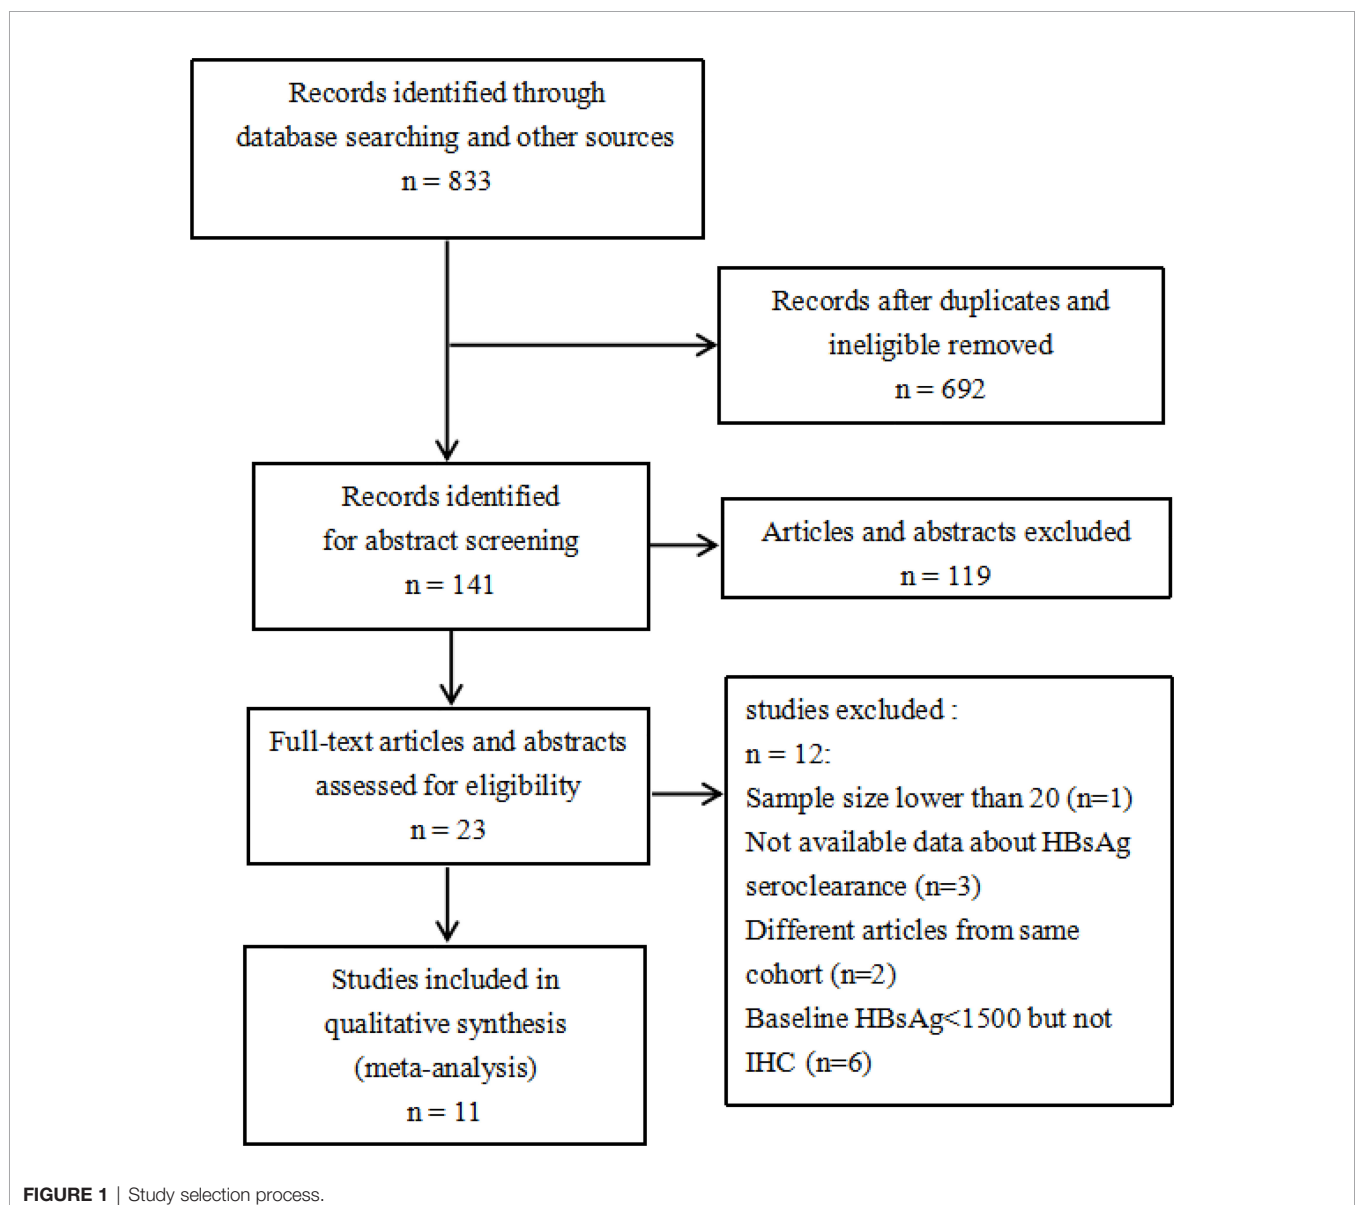 Records identified through
database searching and other sources
n = 833
Records after duplicates and
ineligible removed
n = 692
Records identified
for abstract screening
n = 141
Articles and abstracts excluded
n = 119
Full-text articles and abstracts
assessed for eligibility
n = 23
studies excluded :
n = 12:
Sample size lower than 20 (n=1)
Not available data about HBsAg
seroclearance (n=3)
Different articles from same
cohort (n=2)
Baseline HBsAg<1500 but not
IHC (n=6)
Studies included in
qualitative synthesis
(meta-analysis)
n = 11
FIGURE 1 | Study selection process.